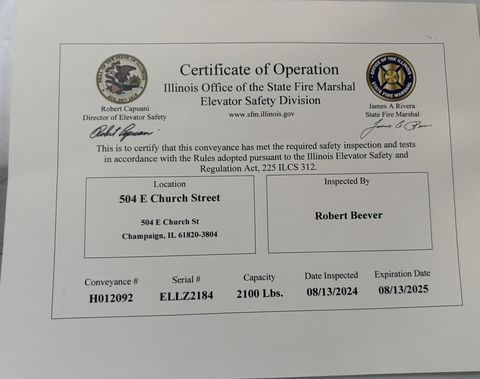 Certificate of Operation
Illinois Office of the State Fire Marshal
Elevator Safety Division
www.sfm.illinois.gov
Robert Capuani
Director of Elevator Safety
James A Rivera
State Fire Marshal
This is to certify that this conveyance has met the required safety inspection and tests
in accordance with the Rules adopted pursuant to the Illinois Elevator Safety and
Regulation Act, 225 ILCS 312.
Location
504 E Church Street
504 E Church St
Champaign, IL 61820-3804
Inspected By
Robert Beever
Conveyance # Serial # Capacity Date Inspected Expiration Date
H012092 ELLZ2184 2100 Lbs. 08/13/2024 08/13/2025